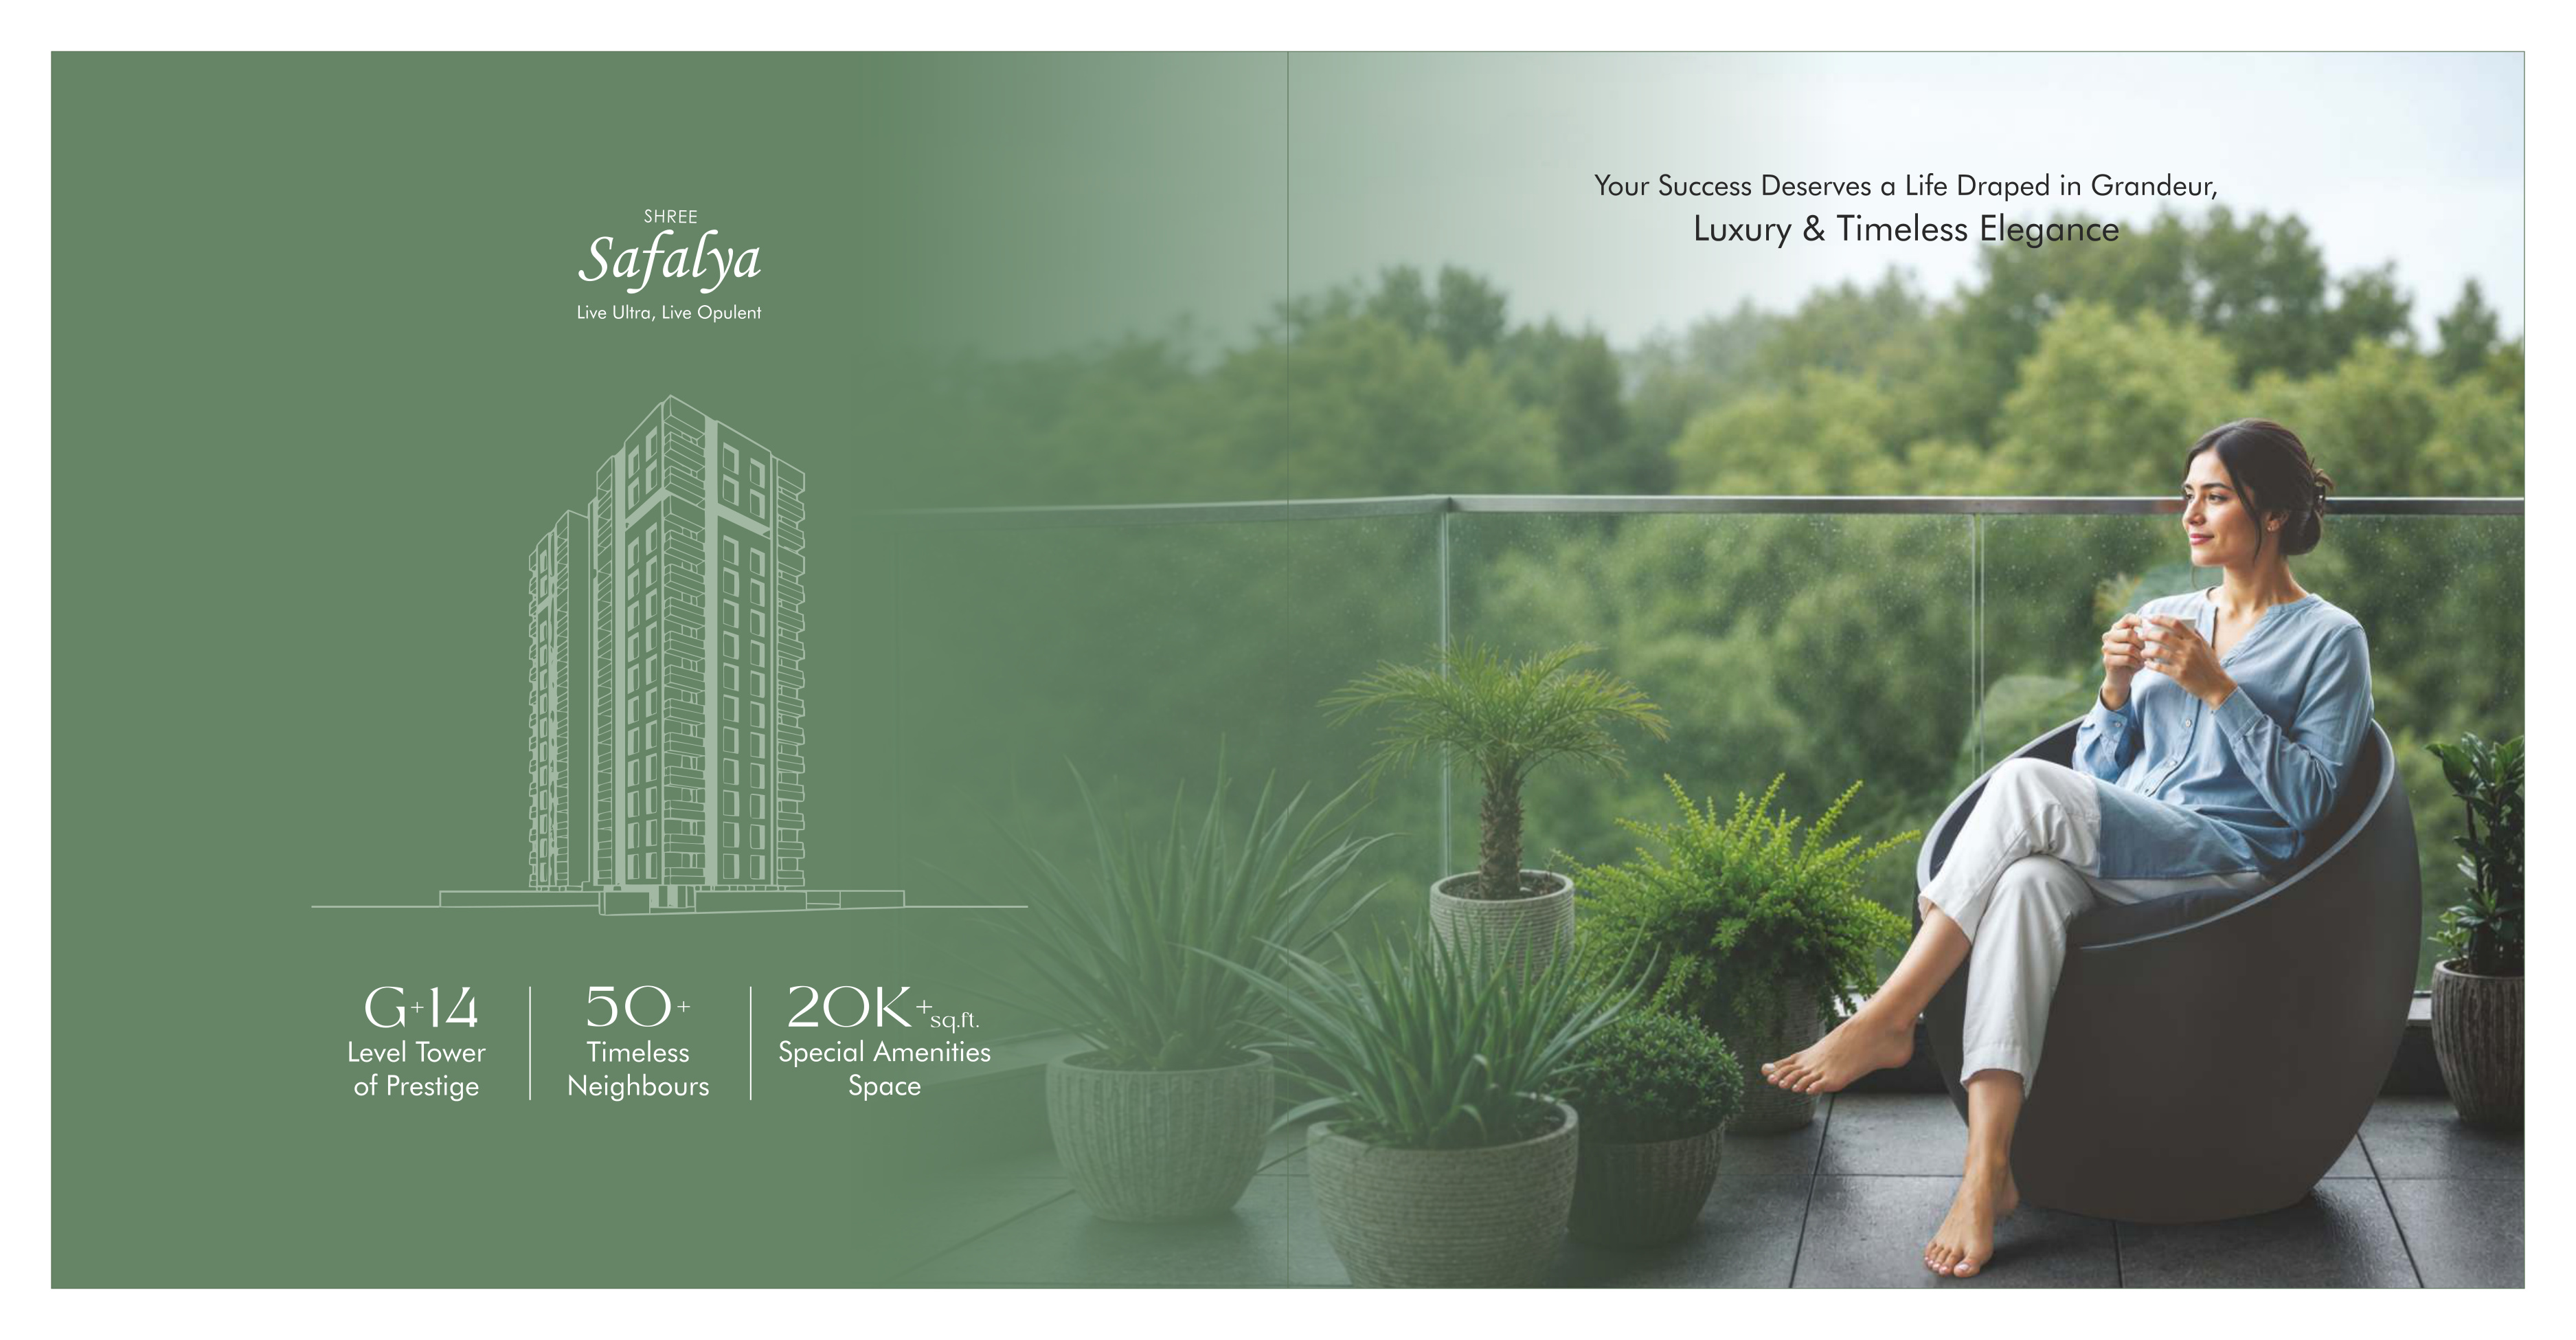 SHREE
Safalya
Live Ultra, Live Opulent
G+14
Level Tower
of Prestige
50+
Timeless
Neighbours
20K+sq.ft.
Special Amenities
Space
Your Success Deserves a Life Draped in Grandeur,
Luxury & Timeless Elegance